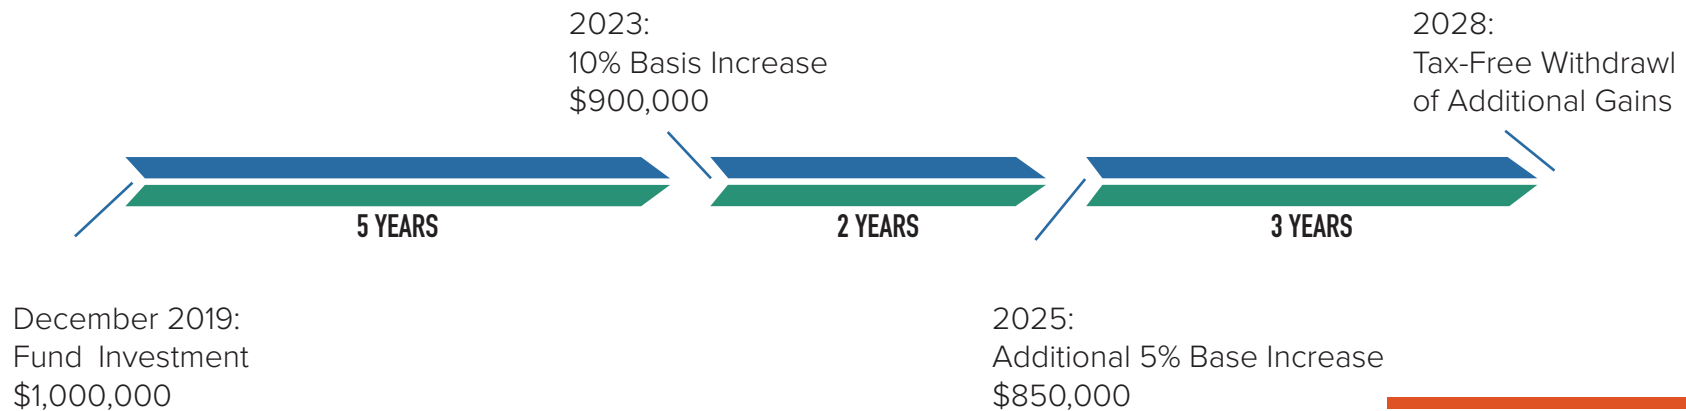 2023:
10% Basis Increase
$900,000
2028:
Tax-Free Withdrawl
of Additional Gains
5 YEARS
2 YEARS
3 YEARS
December 2019:
Fund Investment
$1,000,000
2025:
Additional 5% Base Increase
$850,000